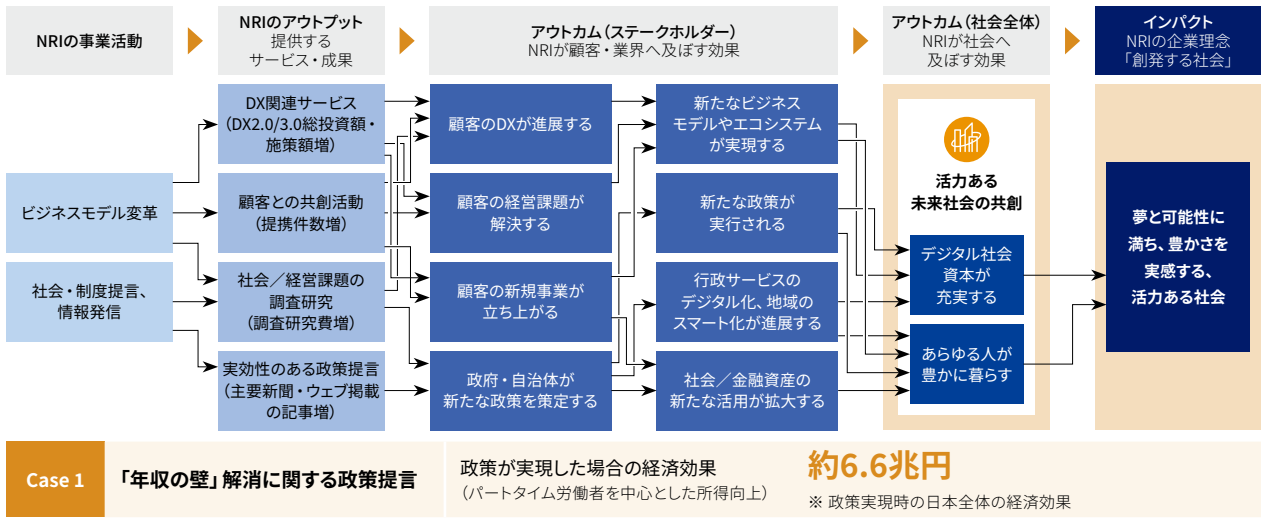 NRIの事業活動
NRIのアウトプット
提供する
サービス・成果
アウトカム（ステークホルダー）
NRIが顧客・業界へ及ぼす効果
アウトカム（社会全体）
NRIが社会へ
及ぼす効果
インパクト
NRIの企業理念
「創発する社会」
ビジネスモデル変革
社会・制度提言、
情報発信
DX関連サービス
（DX2.0/3.0総投資額・
施策額増）
顧客との共創活動
（提携件数増）
社会／経営課題の
調査研究
（調査研究費増）
実効性のある政策提言
（主要新聞・ウェブ掲載
の記事増）
顧客のDXが進展する
顧客の経営課題が
解決する
顧客の新規事業が
立ち上がる
政府・自治体が
新たな政策を策定する
新たなビジネス
モデルやエコシステム
が実現する
新たな政策が
実行される
行政サービスの
デジタル化、地域の
スマート化が進展する
社会／金融資産の
新たな活用が拡大する
活力ある
未来社会の共創
デジタル社会
資本が
充実する
あらゆる人が
豊かに暮らす
夢と可能性に
満ち、豊かさを
実感する、
活力ある社会
Case 1
「年収の壁」解消に関する政策提言
政策が実現した場合の経済効果
（パートタイム労働者を中心とした所得向上）
約6.6兆円
※ 政策実現時の日本全体の経済効果